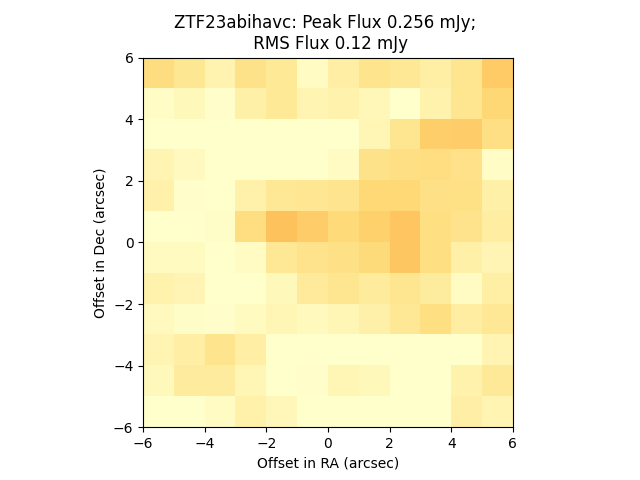 ZTF23abihavc: Peak Flux 0.256 mJy;
RMS Flux 0.12 mJy
6
4
2
0
−2
−4
−6
Offset in Dec (arcsec)
−6 −4 −2 0 2 4 6
Offset in RA (arcsec)